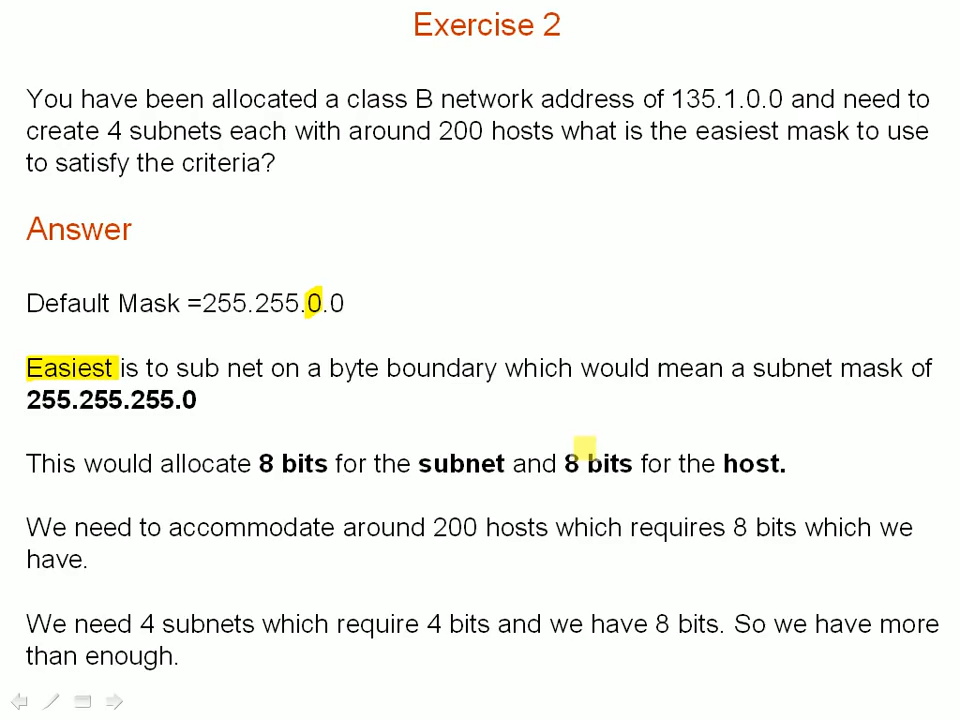 Exercise 2
You have been allocated a class B network address of 135.1.0.0 and need to
create 4 subnets each with around 200 hosts what is the easiest mask to use
to satisfy the criteria?
Answer
Default Mask =255.255.0.0
Easiest is to sub net on a byte boundary which would mean a subnet mask of
255.255.255.0
This would allocate 8 bits for the subnet and 8 bits for the host.
We need to accommodate around 200 hosts which requires 8 bits which we
have.
We need 4 subnets which require 4 bits and we have 8 bits. So we have more
than enough.